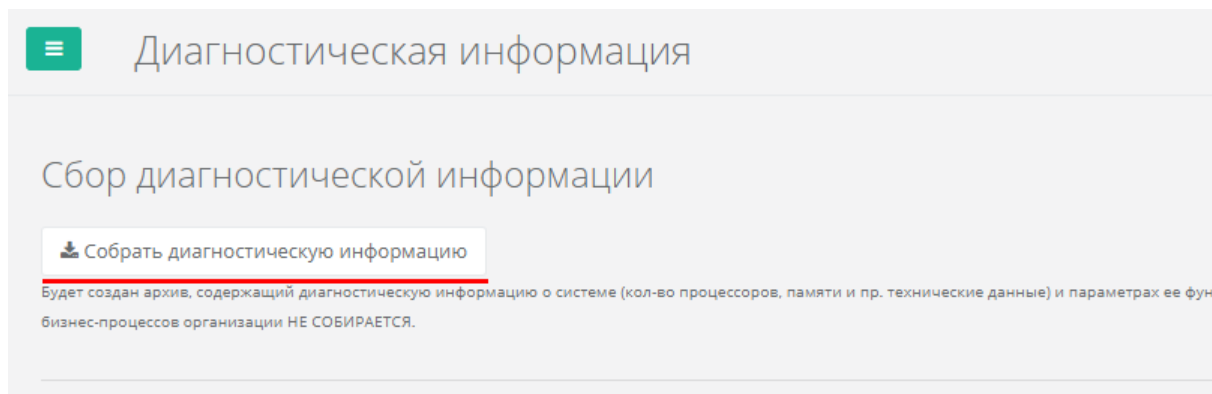 Диагностическая информация
Сбор диагностической информации
Собрать диагностическую информацию
Будет создан архив, содержащий диагностическую информацию о системе (кол-во процессоров, памяти и пр. технические данные) и параметрах ее фун
бизнес-процессов организации НЕ СОБИРАЕТСЯ.